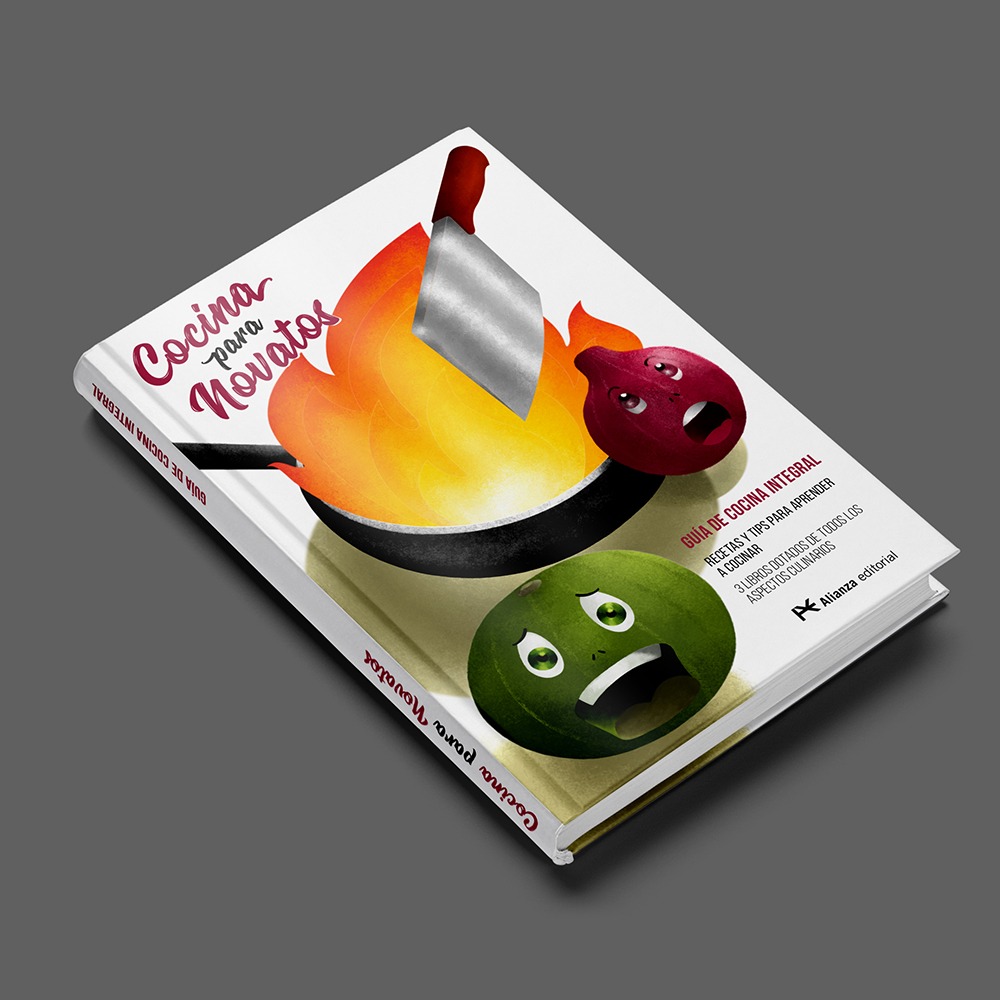 Cocina
para
Novatos
GUÍA DE COCINA INTEGRAL
RECETAS Y TIPS PARA APRENDER
A COCINAR
3 LIBROS DOTADOS DE TODOS LOS
ASPECTOS CULINARIOS
Alianza editorial
Cocina para Novatos
GUÍA DE COCINA INTEGRAL